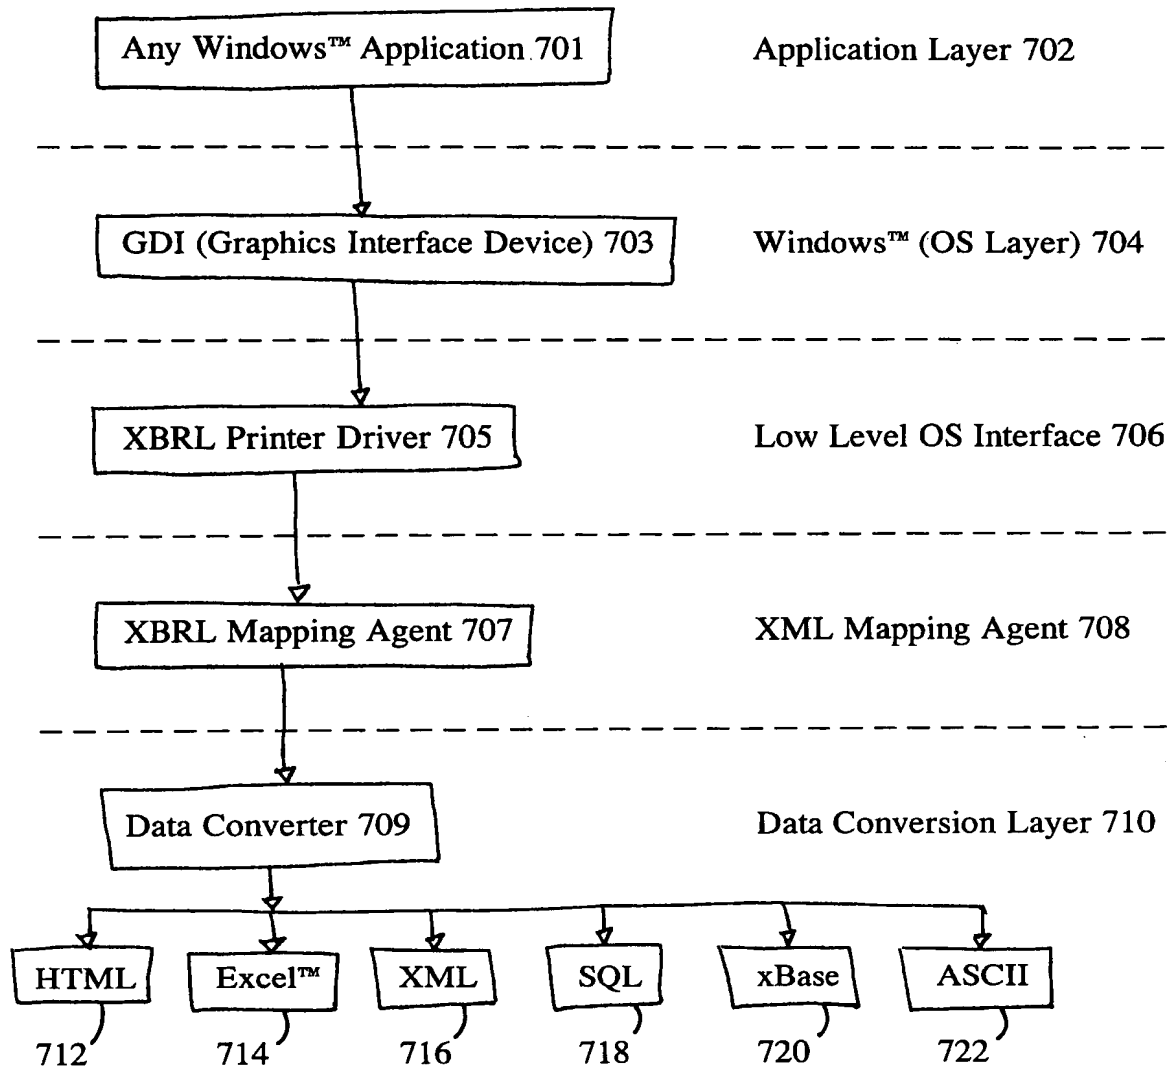 Any Windows™ Application 701
Application Layer 702
GDI (Graphics Interface Device) 703
Windows™ (OS Layer) 704
XBRL Printer Driver 705
Low Level OS Interface 706
XBRL Mapping Agent 707
XML Mapping Agent 708
Data Converter 709
Data Conversion Layer 710
HTML
Excel™
XML
SQL
xBase
ASCII
712
714
716
718
720
722